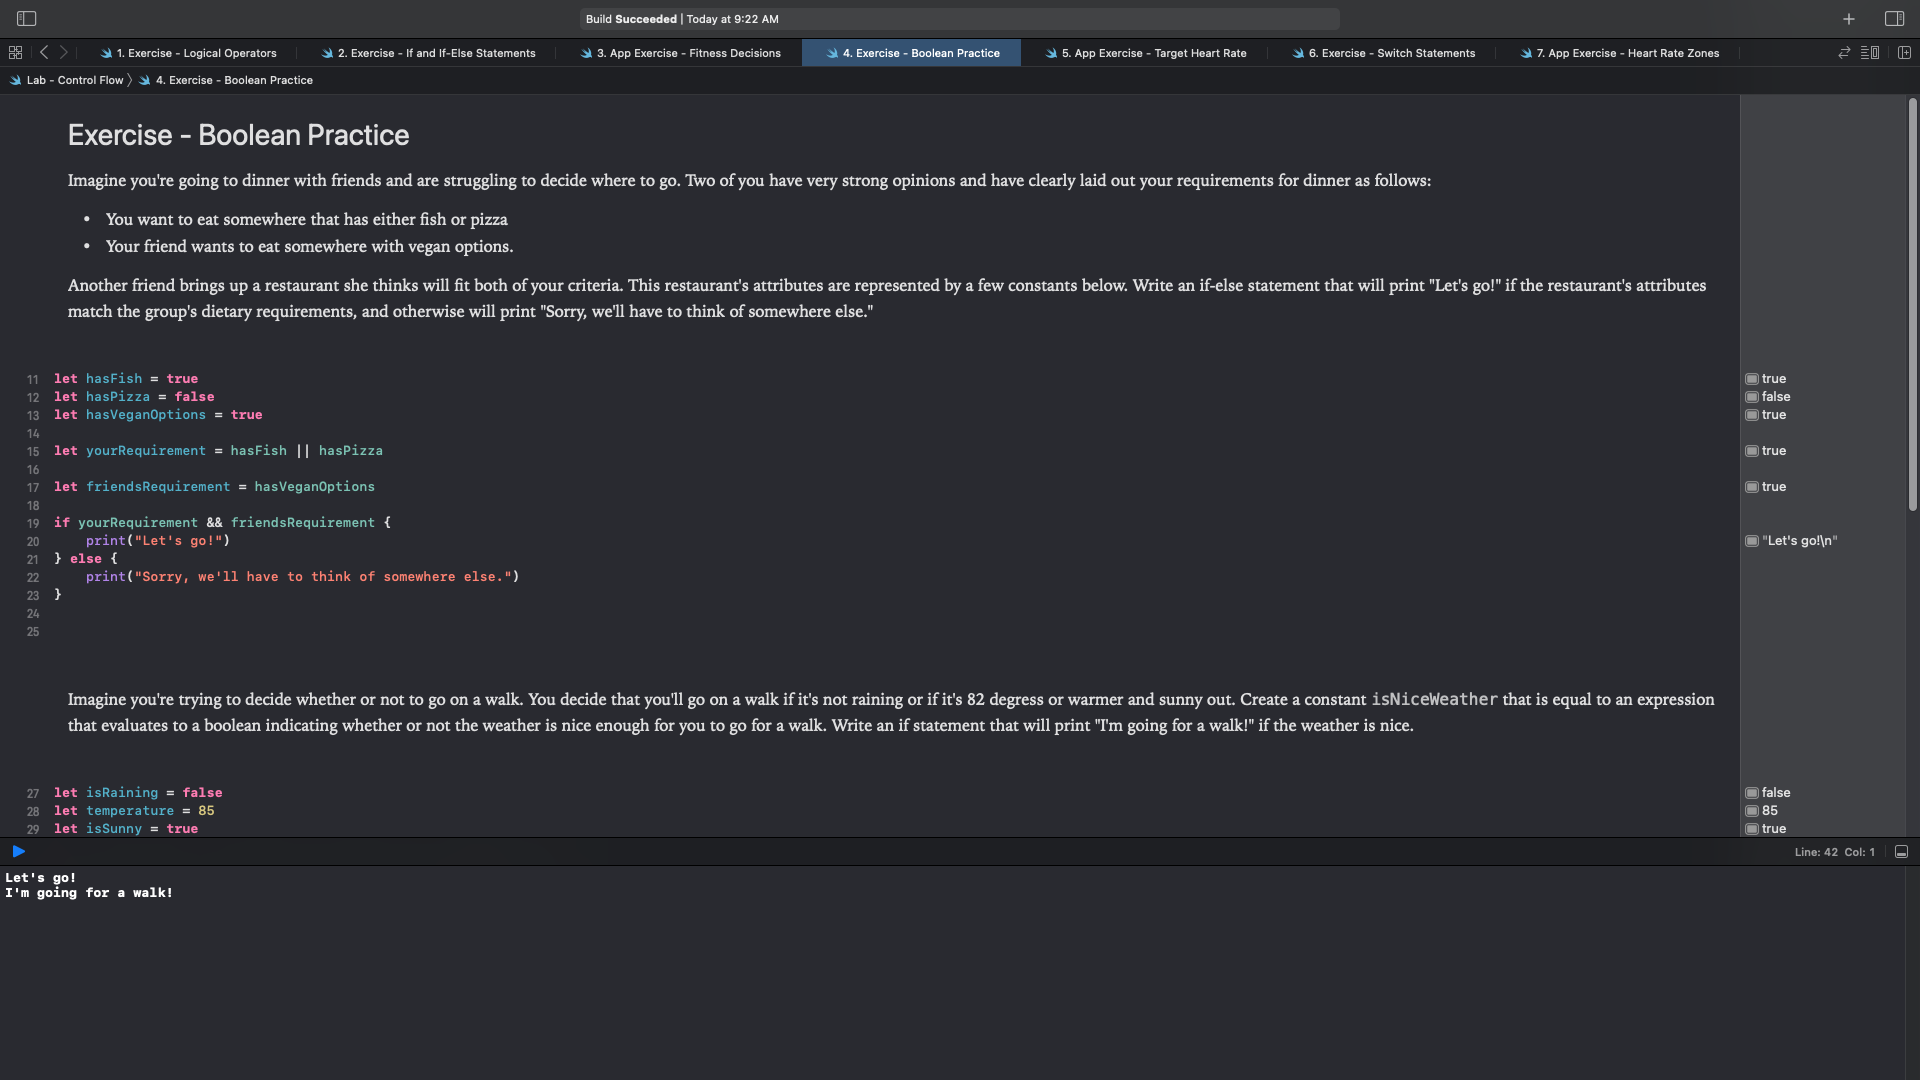 Build Succeeded | Today at 9:22 AM
1. Exercise - Logical Operators
2. Exercise - If and If-Else Statements
3. App Exercise - Fitness Decisions
4. Exercise - Boolean Practice
5. App Exercise - Target Heart Rate
6. Exercise - Switch Statements
7. App Exercise - Heart Rate Zones
Lab - Control Flow 〉 4. Exercise - Boolean Practice
Exercise - Boolean Practice
Imagine you're going to dinner with friends and are struggling to decide where to go. Two of you have very strong opinions and have clearly laid out your requirements for dinner as follows:
• You want to eat somewhere that has either fish or pizza
• Your friend wants to eat somewhere with vegan options.
Another friend brings up a restaurant she thinks will fit both of your criteria. This restaurant's attributes are represented by a few constants below. Write an if-else statement that will print "Let's go!" if the restaurant's attributes
match the group's dietary requirements, and otherwise will print "Sorry, we'll have to think of somewhere else."
11 let hasFish = true true
12 let hasPizza = false false
13 let hasVeganOptions = true true
14
15 let yourRequirement = hasFish || hasPizza true
16
17 let friendsRequirement = hasVeganOptions true
18
19 if yourRequirement && friendsRequirement {
20 print("Let's go!") "Let's go!\n"
21 } else {
22 print("Sorry, we'll have to think of somewhere else.")
23 }
24
25
Imagine you're trying to decide whether or not to go on a walk. You decide that you'll go on a walk if it's not raining or if it's 82 degress or warmer and sunny out. Create a constant isNiceWeather that is equal to an expression
that evaluates to a boolean indicating whether or not the weather is nice enough for you to go for a walk. Write an if statement that will print "I'm going for a walk!" if the weather is nice.
27 let isRaining = false false
28 let temperature = 85 85
29 let isSunny = true true
Line: 42 Col: 1
Let's go!
I'm going for a walk!